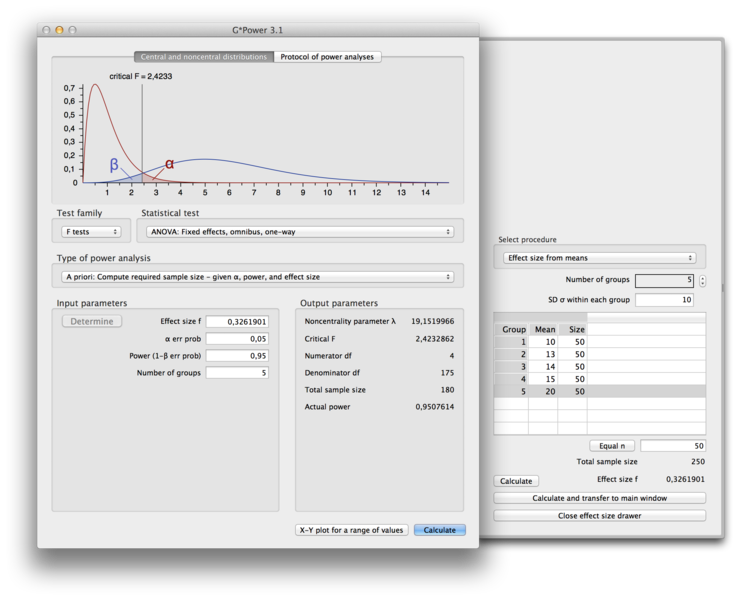 G*Power 3.1
Central and noncentral distributions Protocol of power analyses
critical F = 2,4233
0,7
0,6
0,5
0,4
0,3
0,2
0,1
0
β α
1 2 3 4 5 6 7 8 9 10 11 12 13 14
Test family Statistical test
F tests ANOVA: Fixed effects, omnibus, one-way
Type of power analysis
A priori: Compute required sample size – given α, power, and effect size
Input parameters
Determine Effect size f 0,3261901
α err prob 0,05
Power (1-β err prob) 0,95
Number of groups 5
Output parameters
Noncentrality parameter λ 19,1519966
Critical F 2,4232862
Numerator df 4
Denominator df 175
Total sample size 180
Actual power 0,9507614
X-Y plot for a range of values Calculate
Select procedure
Effect size from means
Number of groups 5
SD σ within each group 10
Group Mean Size
1 10 50
2 13 50
3 14 50
4 15 50
5 20 50
Equal n 50
Total sample size 250
Calculate Effect size f 0,3261901
Calculate and transfer to main window
Close effect size drawer